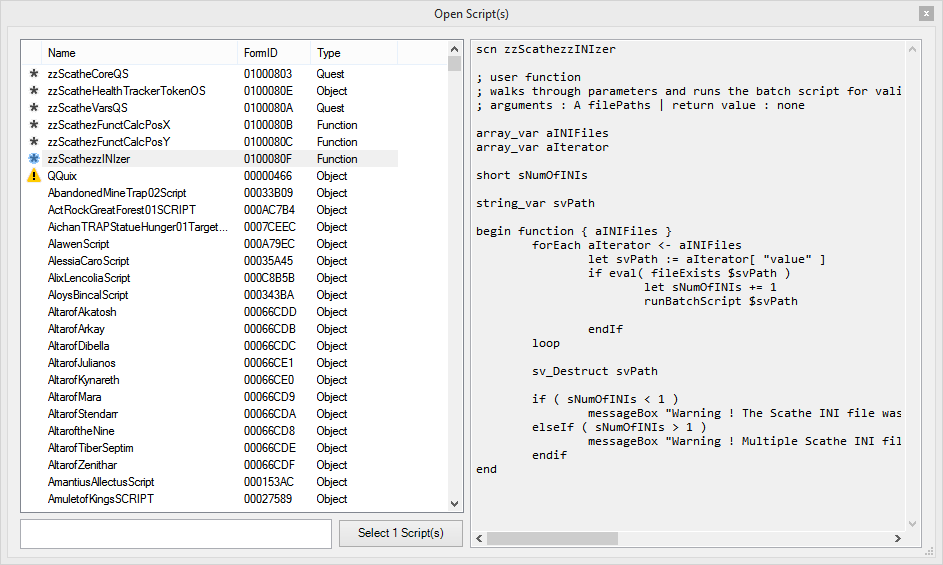 Open Script(s)
Name FormID Type
zzScatheCoreQS 01000803 Quest
zzScatheHealthTrackerTokenOS 0100080E Object
zzScatheVarsQS 0100080A Quest
zzScathezFunctCalcPosX 0100080B Function
zzScathezFunctCalcPosY 0100080C Function
zzScathezzINIzer 0100080F Function
QQuix 00000466 Object
AbandonedMineTrap02Script 00033B09 Object
ActRockGreatForest01SCRIPT 000AC7B4 Object
AichanTRAPStatueHunger01Target... 0007CEEC Object
AlawenScript 000A79EC Object
AlessiaCaroScript 00035A45 Object
AlixLencoliaScript 000C8B5B Object
AloysBincalScript 000343BA Object
AltarofAkatosh 00066CDD Object
AltarofArkay 00066CDB Object
AltarofDibella 00066CDC Object
AltarofJulianos 00066CE1 Object
AltarofKynareth 00066CE0 Object
AltarofMara 00066CD9 Object
AltarofStendarr 00066CDA Object
AltaroftheNine 00066CD8 Object
AltarofTiberSeptim 00066CDE Object
AltarofZenithar 00066CDF Object
AmantiusAllectusScript 000153AC Object
AmuletofKingsSCRIPT 00027589 Object
Select 1 Script(s)
scn zzScathezzINIzer
; user function
; walks through parameters and runs the batch script for vali
; arguments : A filePaths | return value : none
array_var aINIFiles
array_var aIterator
short sNumOfINIs
string_var svPath
begin function { aINIFiles }
forEach aIterator <- aINIFiles
let svPath := aIterator[ "value" ]
if eval( fileExists $svPath )
let sNumOfINIs += 1
runBatchScript $svPath
endIf
loop
sv_Destruct svPath
if ( sNumOfINIs < 1 )
messageBox "Warning ! The Scathe INI file was
elseIf ( sNumOfINIs > 1 )
messageBox "Warning ! Multiple Scathe INI fil
endif
end